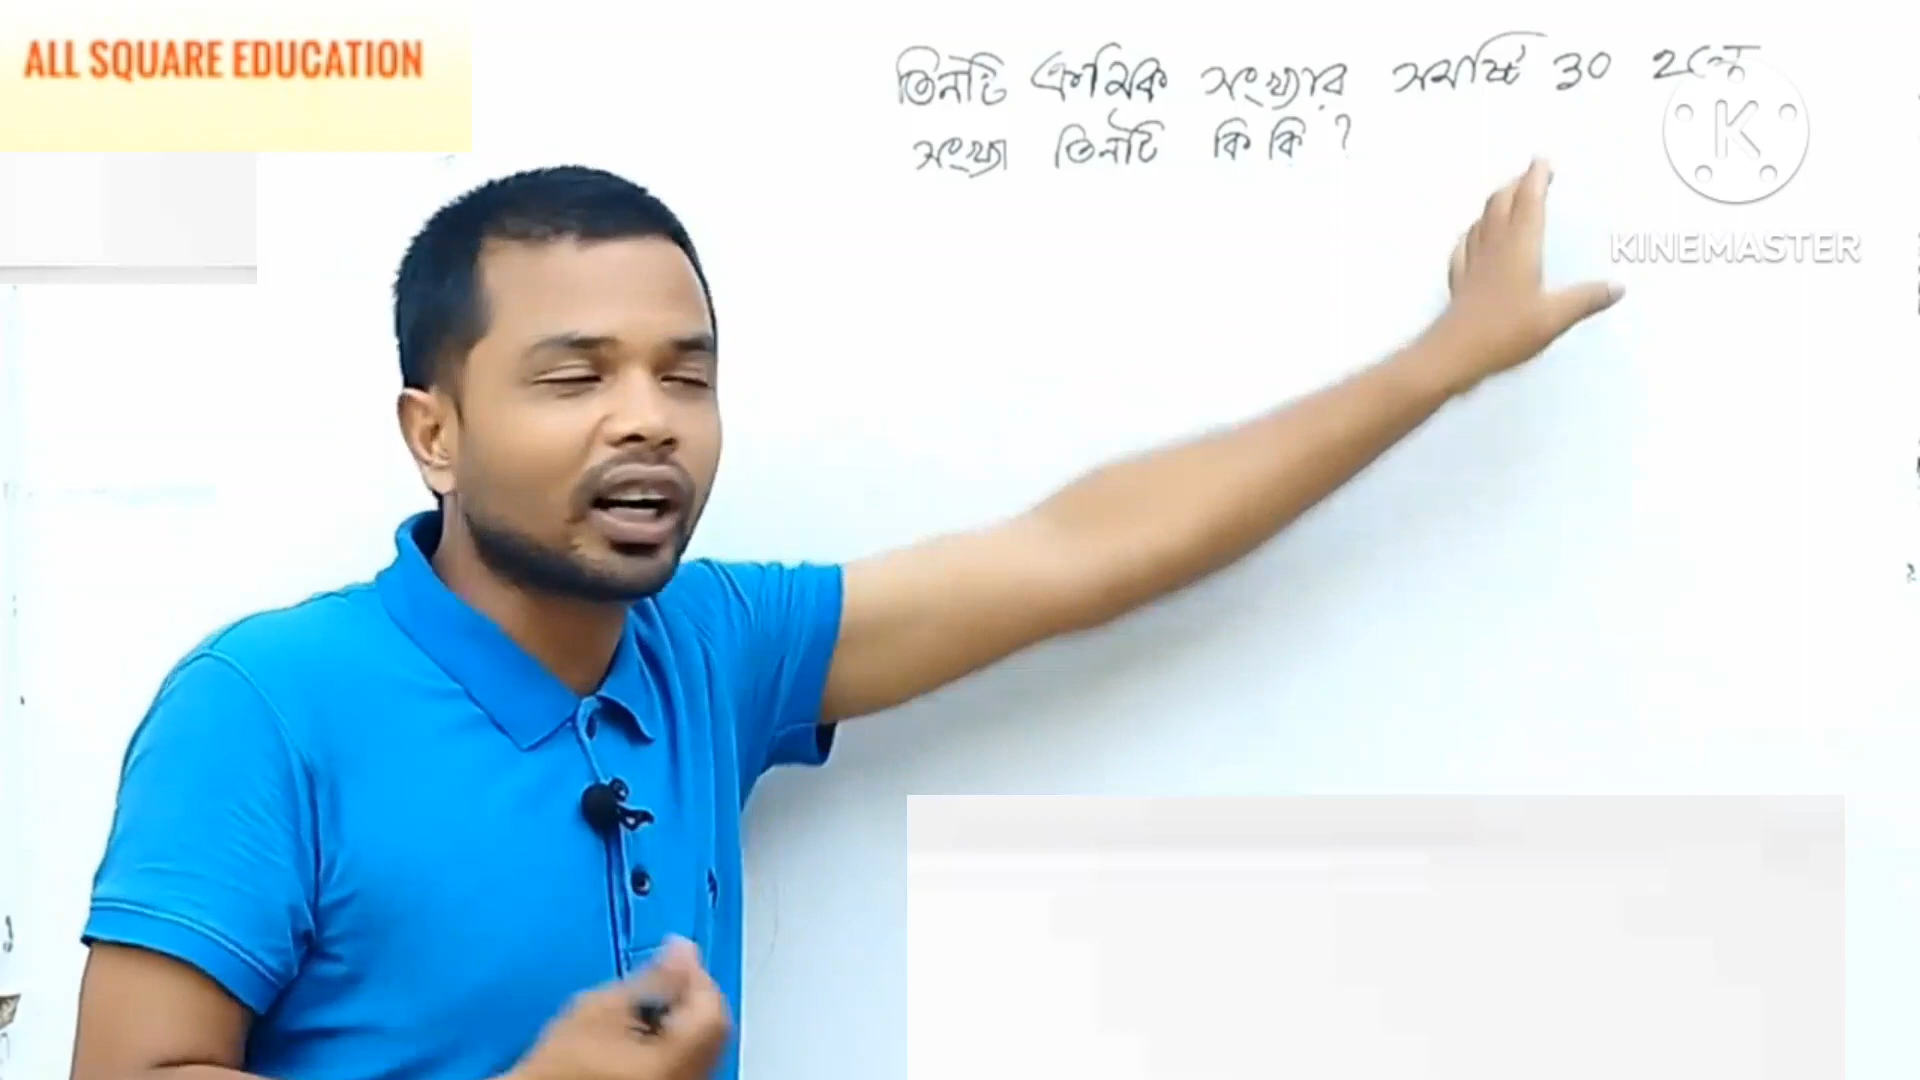 ALL SQUARE EDUCATION
তিনটি ক্রমিক সংখ্যার সমষ্টি 30 হলে
সংখ্যা তিনটি কি কি ?
K
KINEMASTER